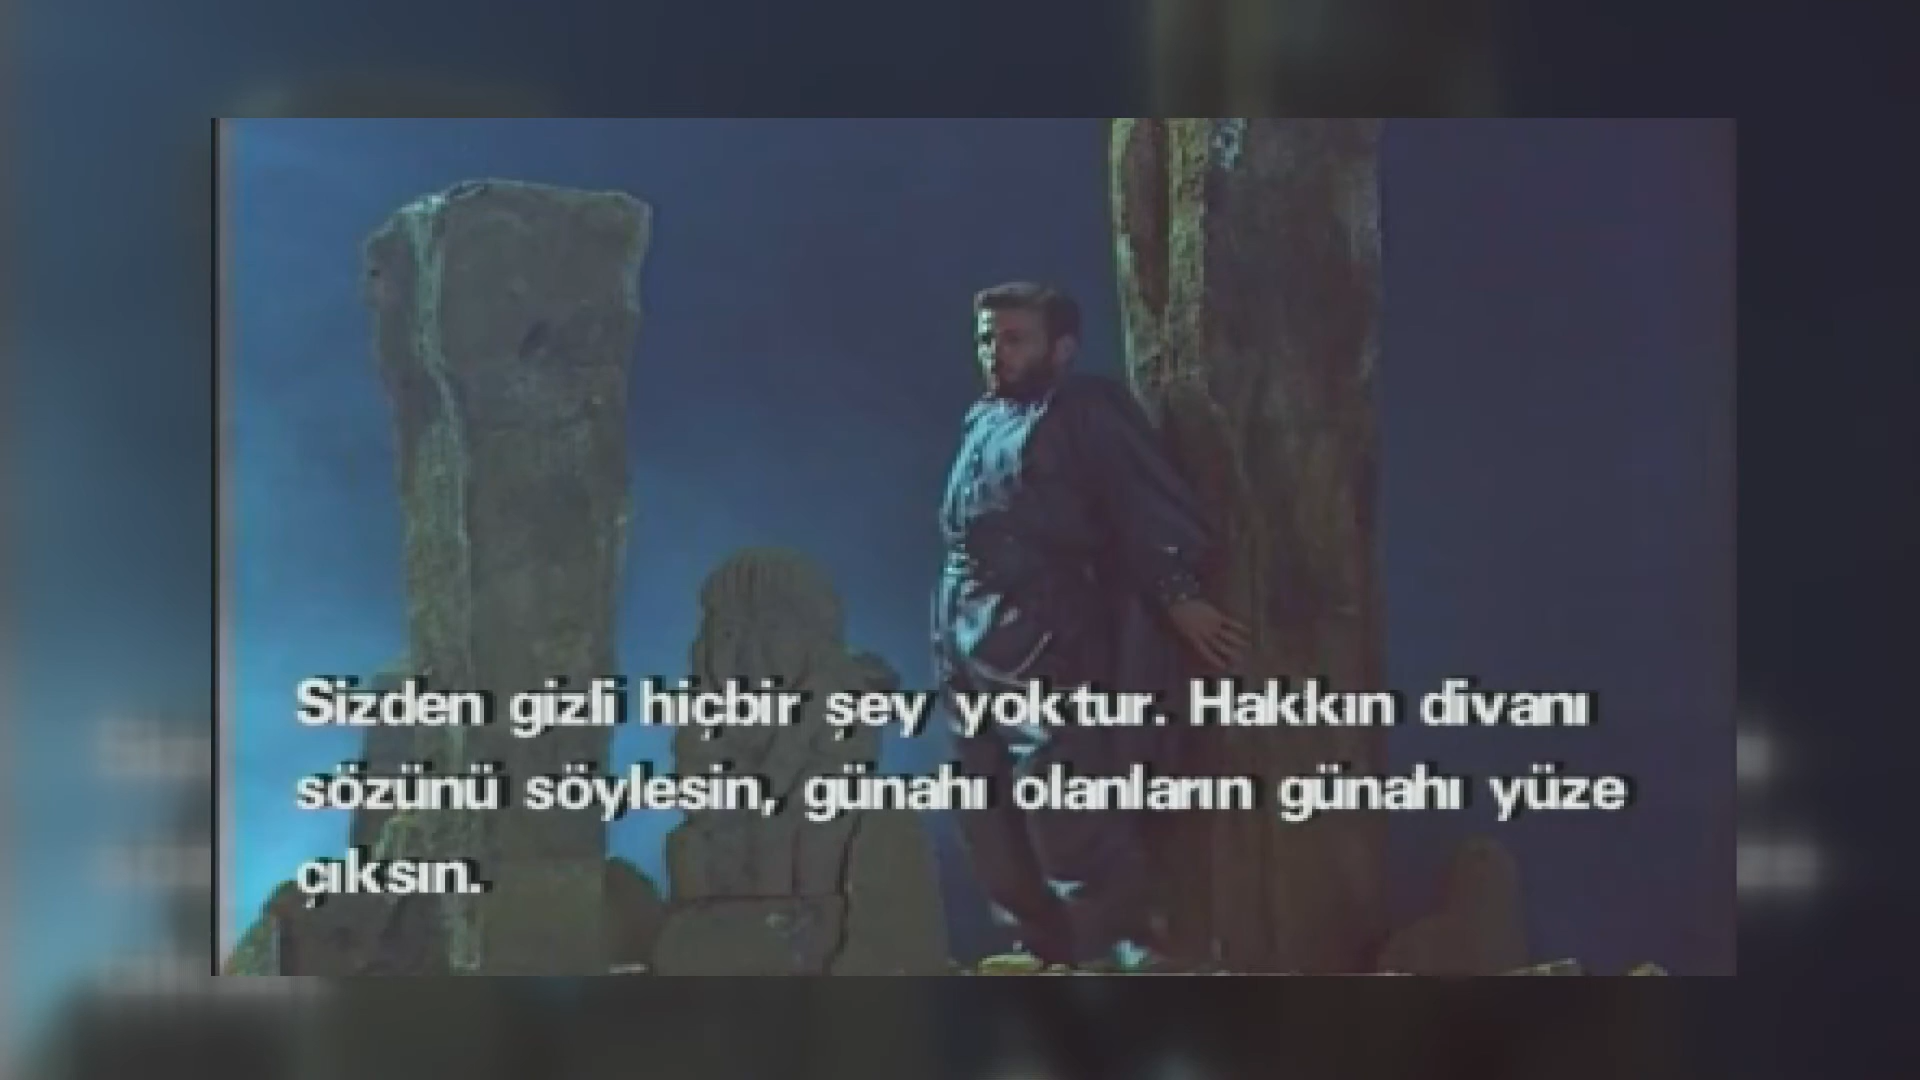 Sizden gizli hiçbir şey yoktur. Hakkın divanı
sözünü söylesin, günahı olanların günahı yüze
çıksın.